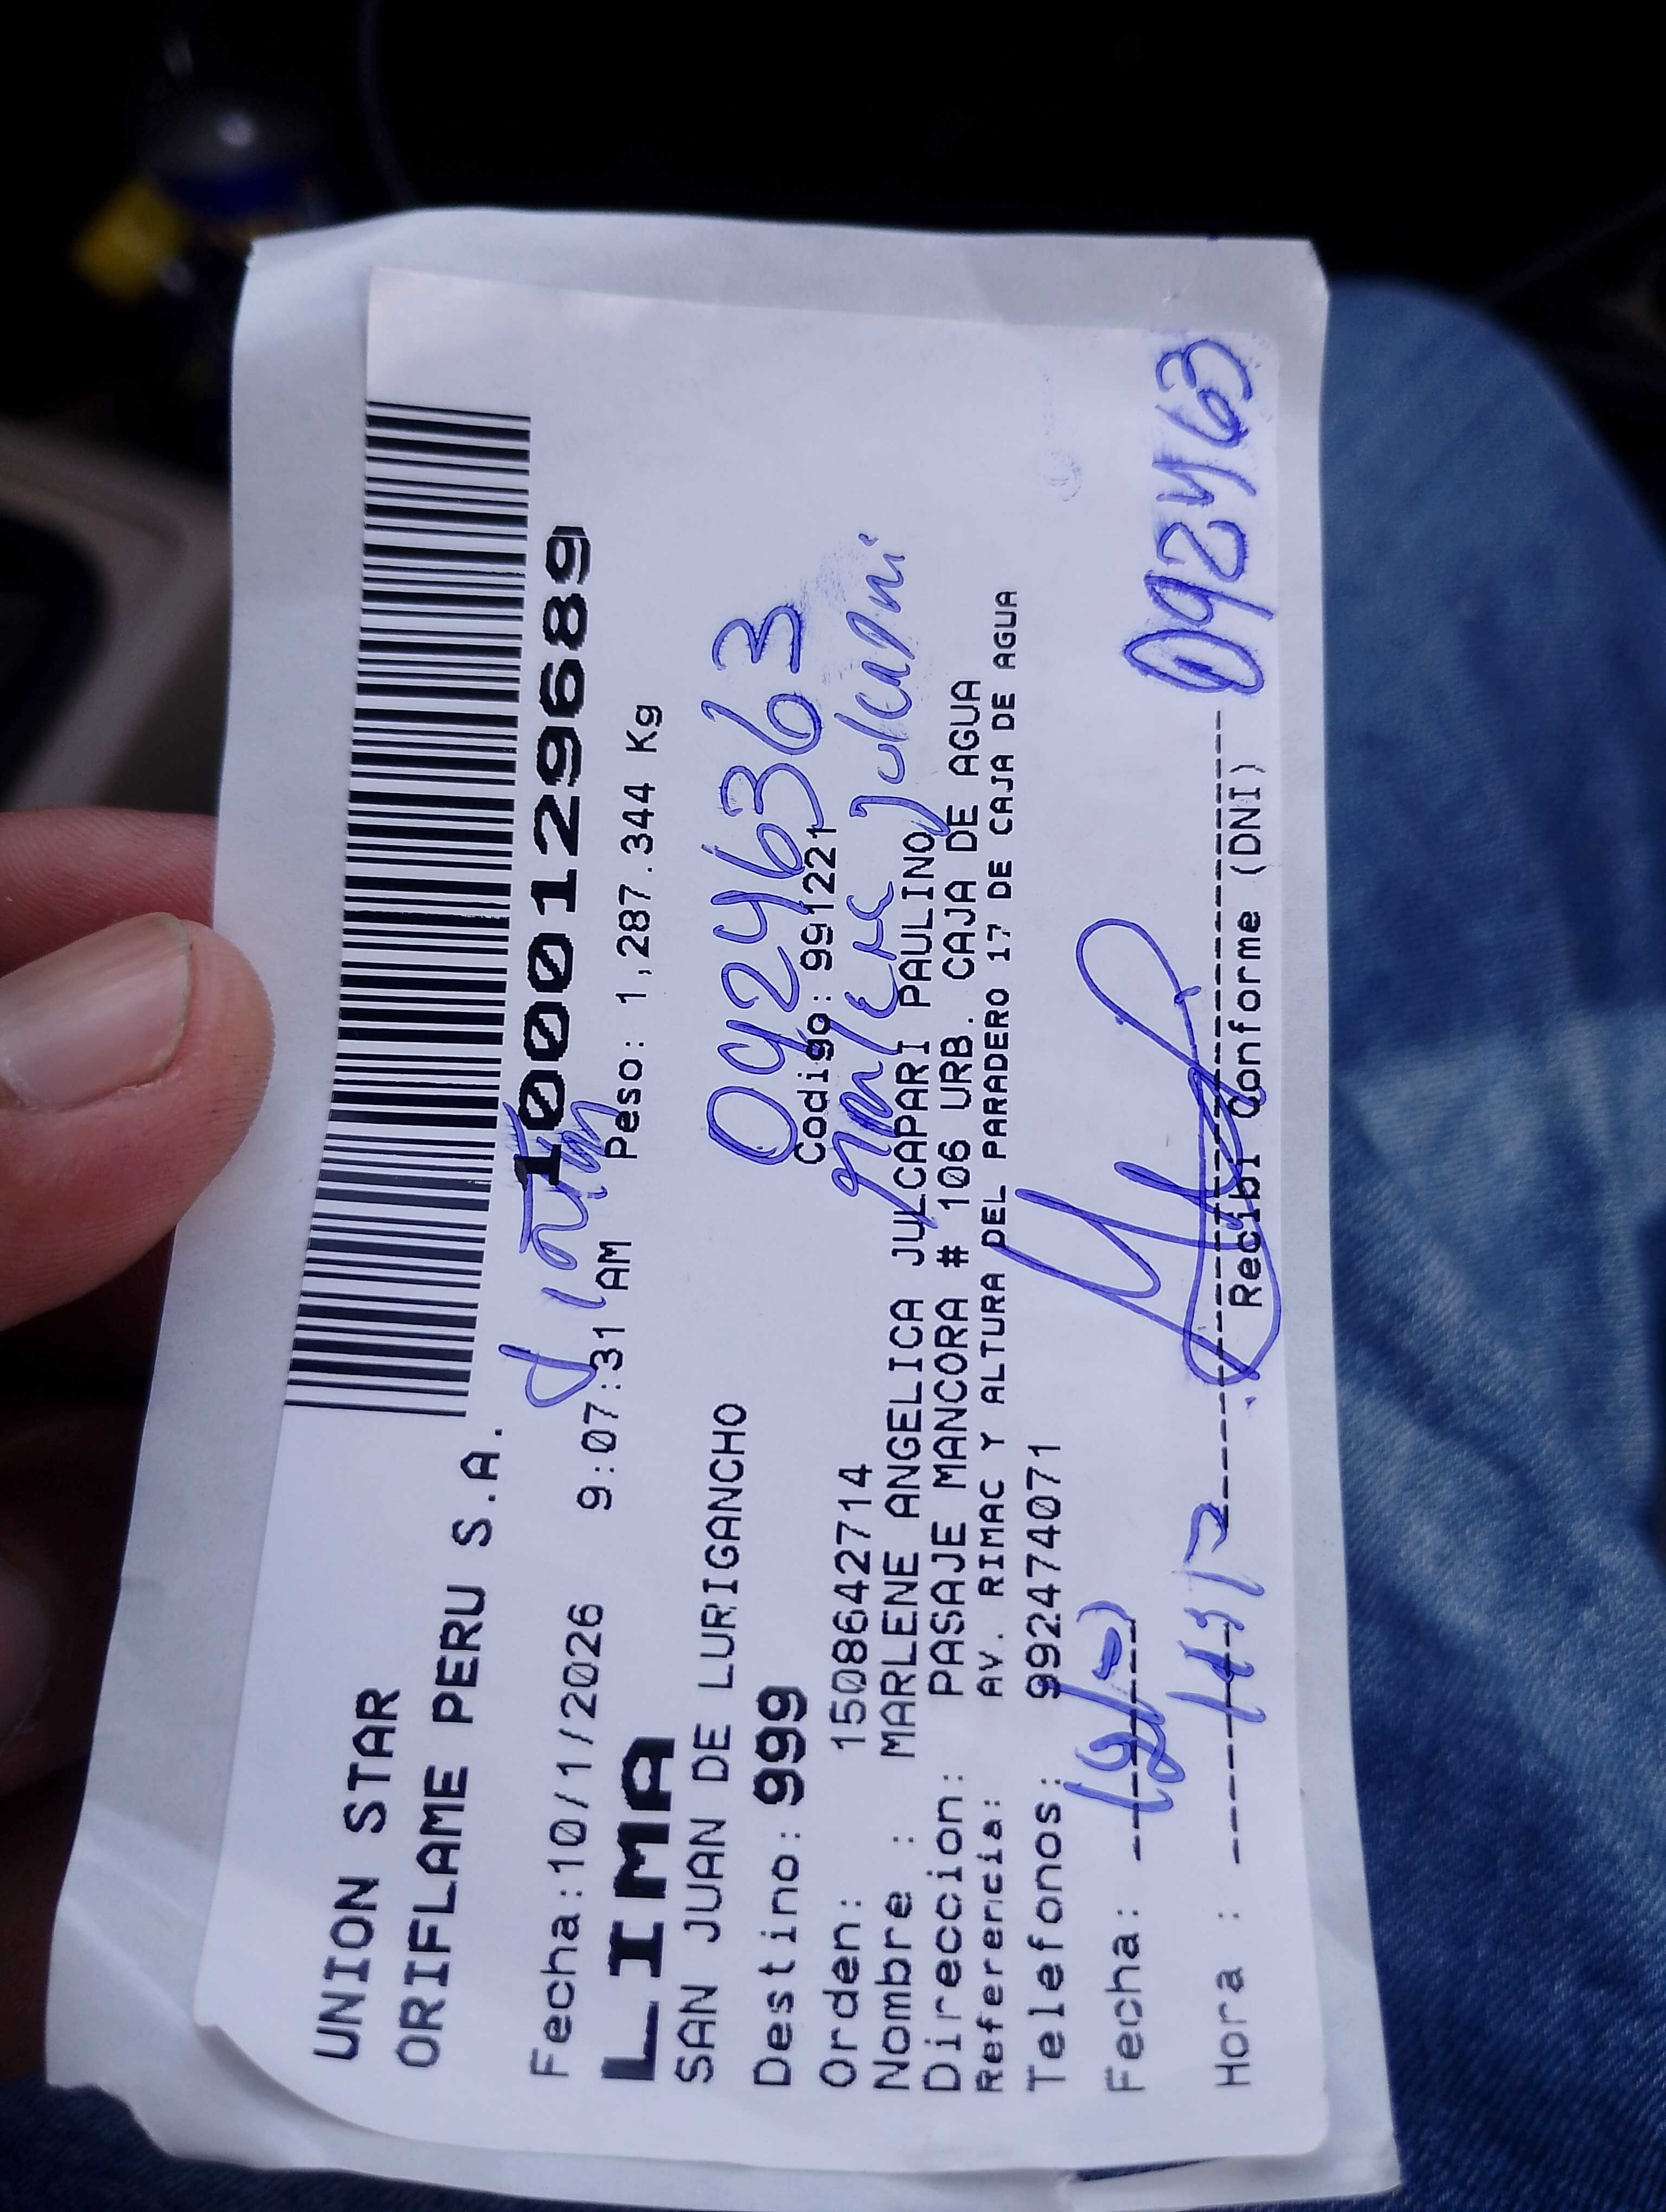 UNION STAR
ORIFLAME PERU S.A.
1000129689
Fecha:10/1/2026 9:07:31 AM Peso: 1,287.344 Kg
LIMA
SAN JUAN DE LURIGANCHO
09246363
Destino: 999
Codigo: 991221
Orden: 1508642714
Nombre : MARLENE ANGELICA JULCAPARI PAULINO
Direccion: PASAJE MANCORA # 106 URB. CAJA DE AGUA
Referencia: AV. RIMAC Y ALTURA DEL PARADERO 17 DE CAJA DE AGUA
Telefonos: 992474071
Fecha:
Hora :
Recibi Conforme (DNI)